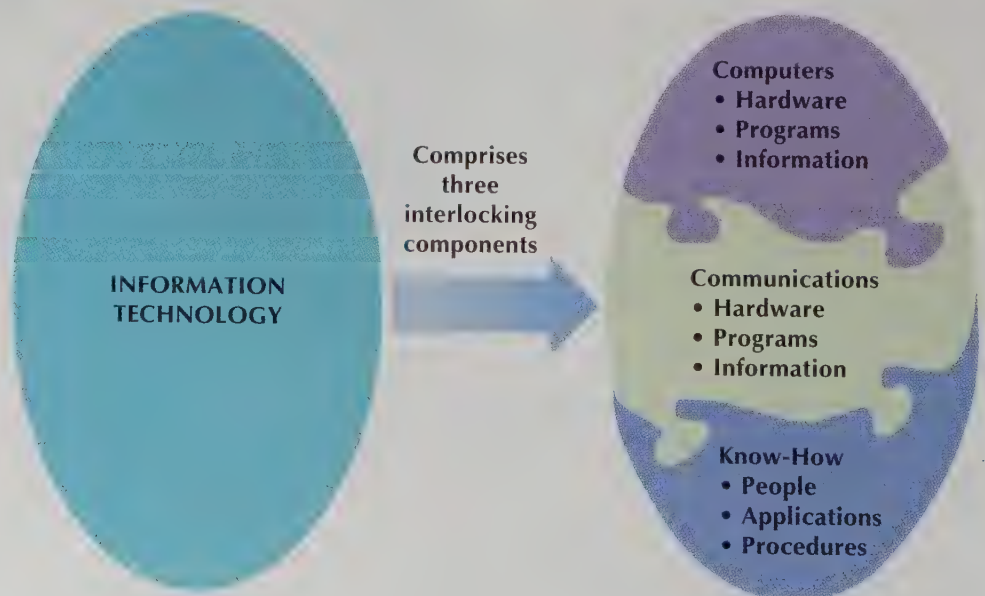 INFORMATION
TECHNOLOGY
Comprises
three
interlocking
components
Computers
• Hardware
• Programs
• Information
Communications
• Hardware
• Programs
• Information
Know-How
• People
• Applications
• Procedures